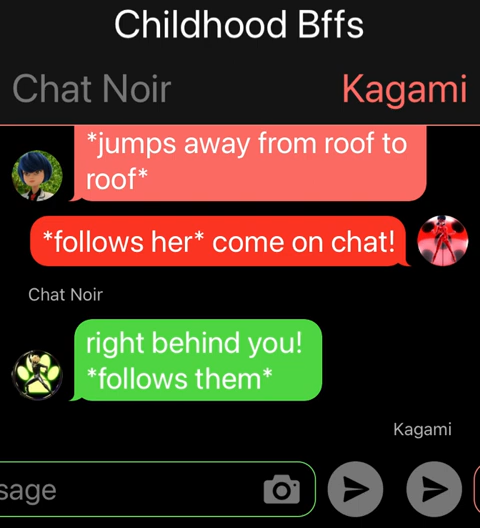 Childhood Bffs
Chat Noir
Kagami
*jumps away from roof to
roof*
*follows her* come on chat!
Chat Noir
right behind you!
*follows them*
Kagami
sage